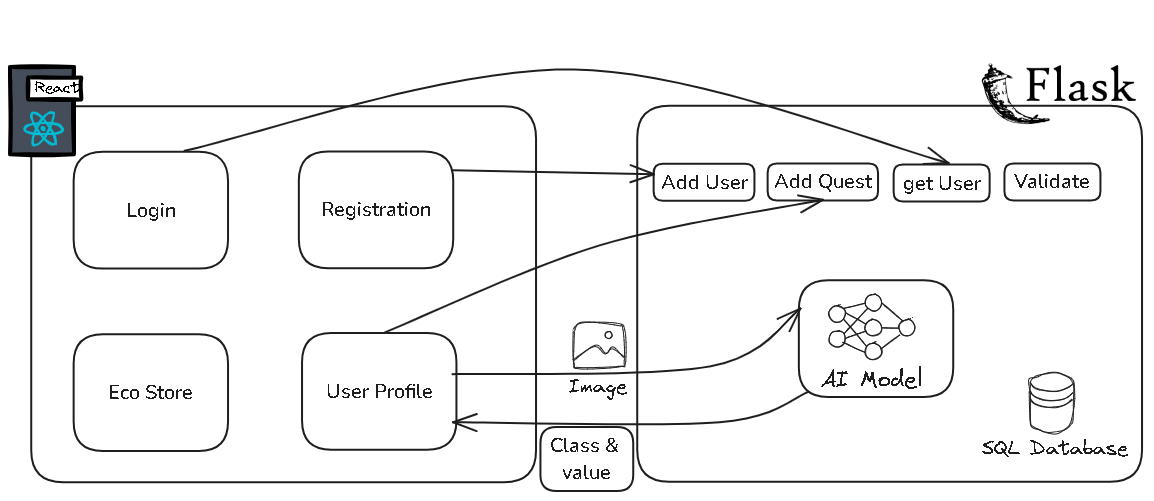 React
Flask
Add User
Add Quest
get User
Validate
Login
Registration
Eco Store
User Profile
Image
AI Model
Class &
value
SQL Database